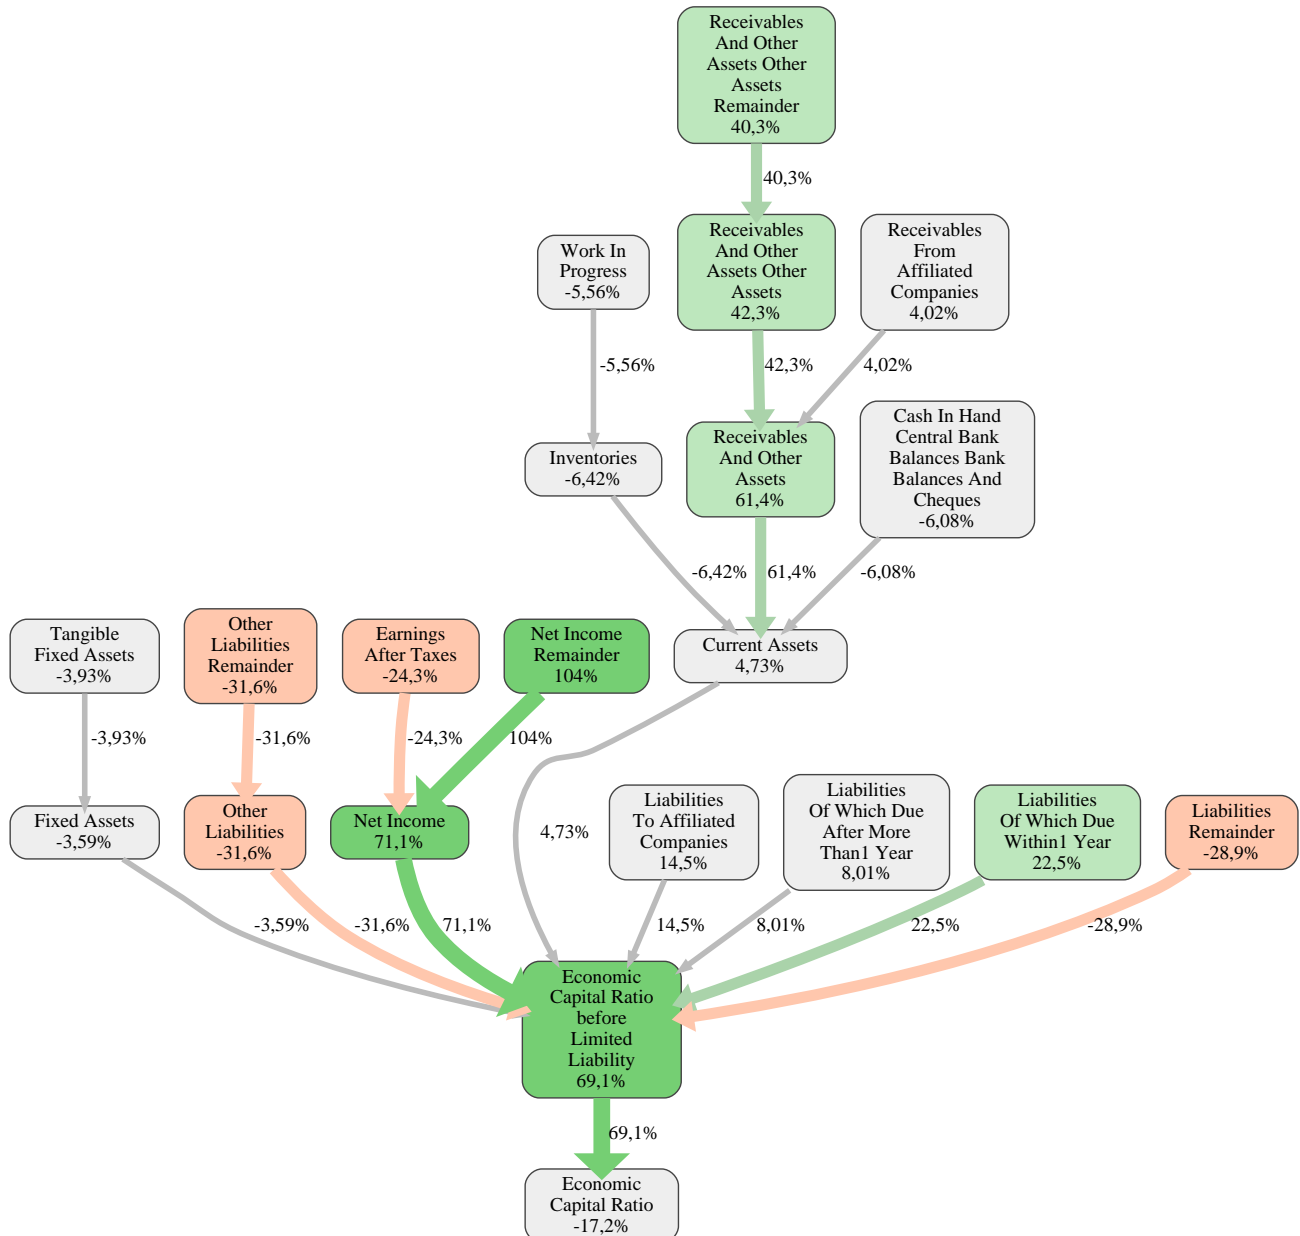 Receivables
And Other
Assets Other
Assets
Remainder
40,3%
40,3%
Work In
Progress
-5,56%
Receivables
And Other
Assets Other
Assets
42,3%
Receivables
From
Affiliated
Companies
4,02%
-5,56%
42,3%
4,02%
Inventories
-6,42%
Receivables
And Other
Assets
61,4%
Cash In Hand
Central Bank
Balances Bank
Balances And
Cheques
-6,08%
-6,42%
61,4%
-6,08%
Tangible
Fixed Assets
-3,93%
Other
Liabilities
Remainder
-31,6%
Earnings
After Taxes
-24,3%
Net Income
Remainder
104%
Current Assets
4,73%
-3,93%
-31,6%
-24,3%
104%
Fixed Assets
-3,59%
Other
Liabilities
-31,6%
Net Income
71,1%
4,73%
Liabilities
To Affiliated
Companies
14,5%
Liabilities
Of Which Due
After More
Than1 Year
8,01%
Liabilities
Of Which Due
Within1 Year
22,5%
Liabilities
Remainder
-28,9%
-3,59%
-31,6%
71,1%
14,5%
8,01%
22,5%
-28,9%
Economic
Capital Ratio
before
Limited
Liability
69,1%
69,1%
Economic
Capital Ratio
-17,2%